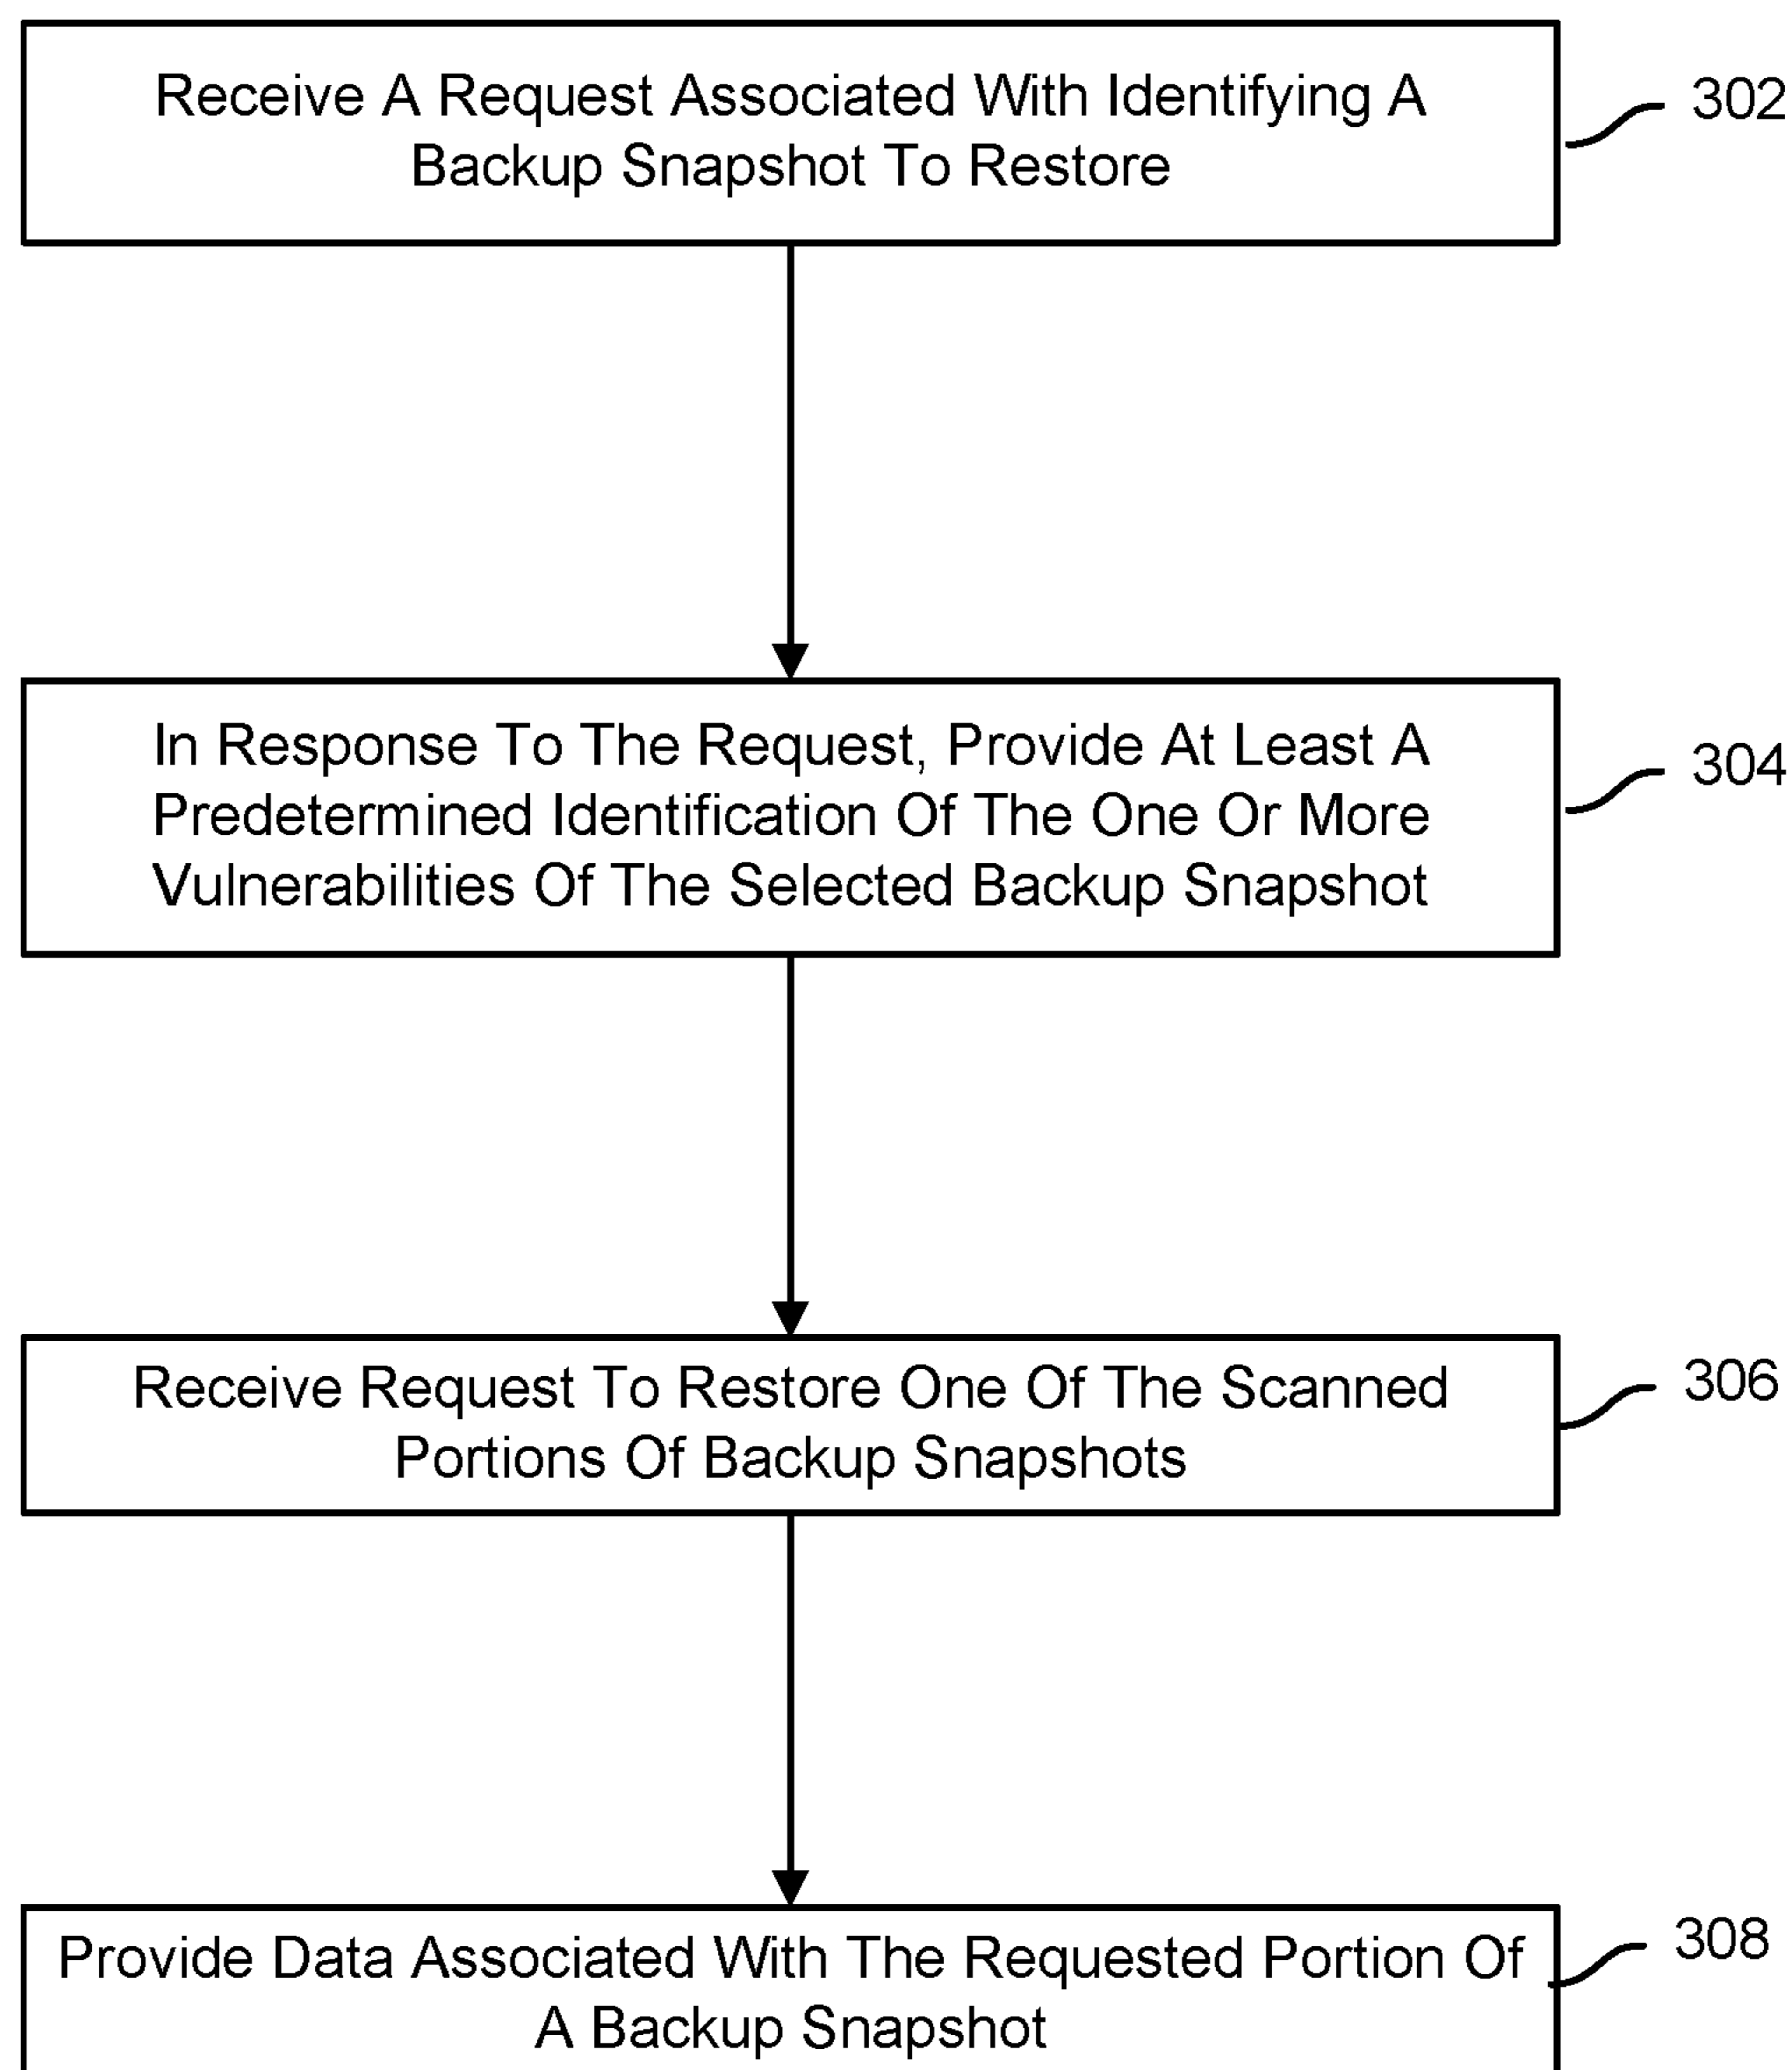 Receive A Request Associated With Identifying A
Backup Snapshot To Restore
302
In Response To The Request, Provide At Least A
Predetermined Identification Of The One Or More
Vulnerabilities Of The Selected Backup Snapshot
304
Receive Request To Restore One Of The Scanned
Portions Of Backup Snapshots
306
Provide Data Associated With The Requested Portion Of
A Backup Snapshot
308